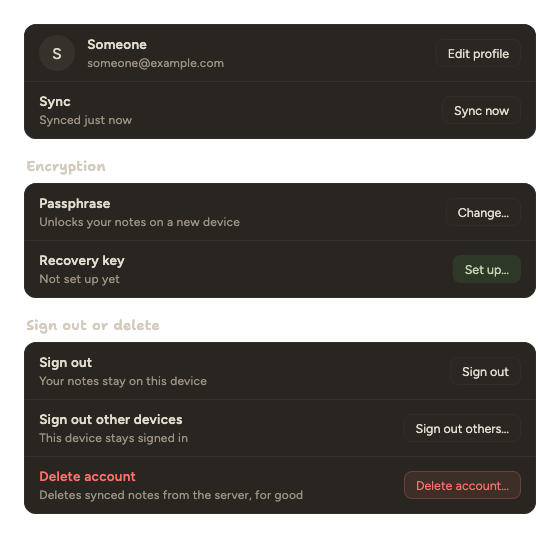 S
Someone
someone@example.com
Edit profile
Sync
Synced just now
Sync now
Encryption
Passphrase
Unlocks your notes on a new device
Change...
Recovery key
Not set up yet
Set up...
Sign out or delete
Sign out
Your notes stay on this device
Sign out
Sign out other devices
This device stays signed in
Sign out others...
Delete account
Deletes synced notes from the server, for good
Delete account...